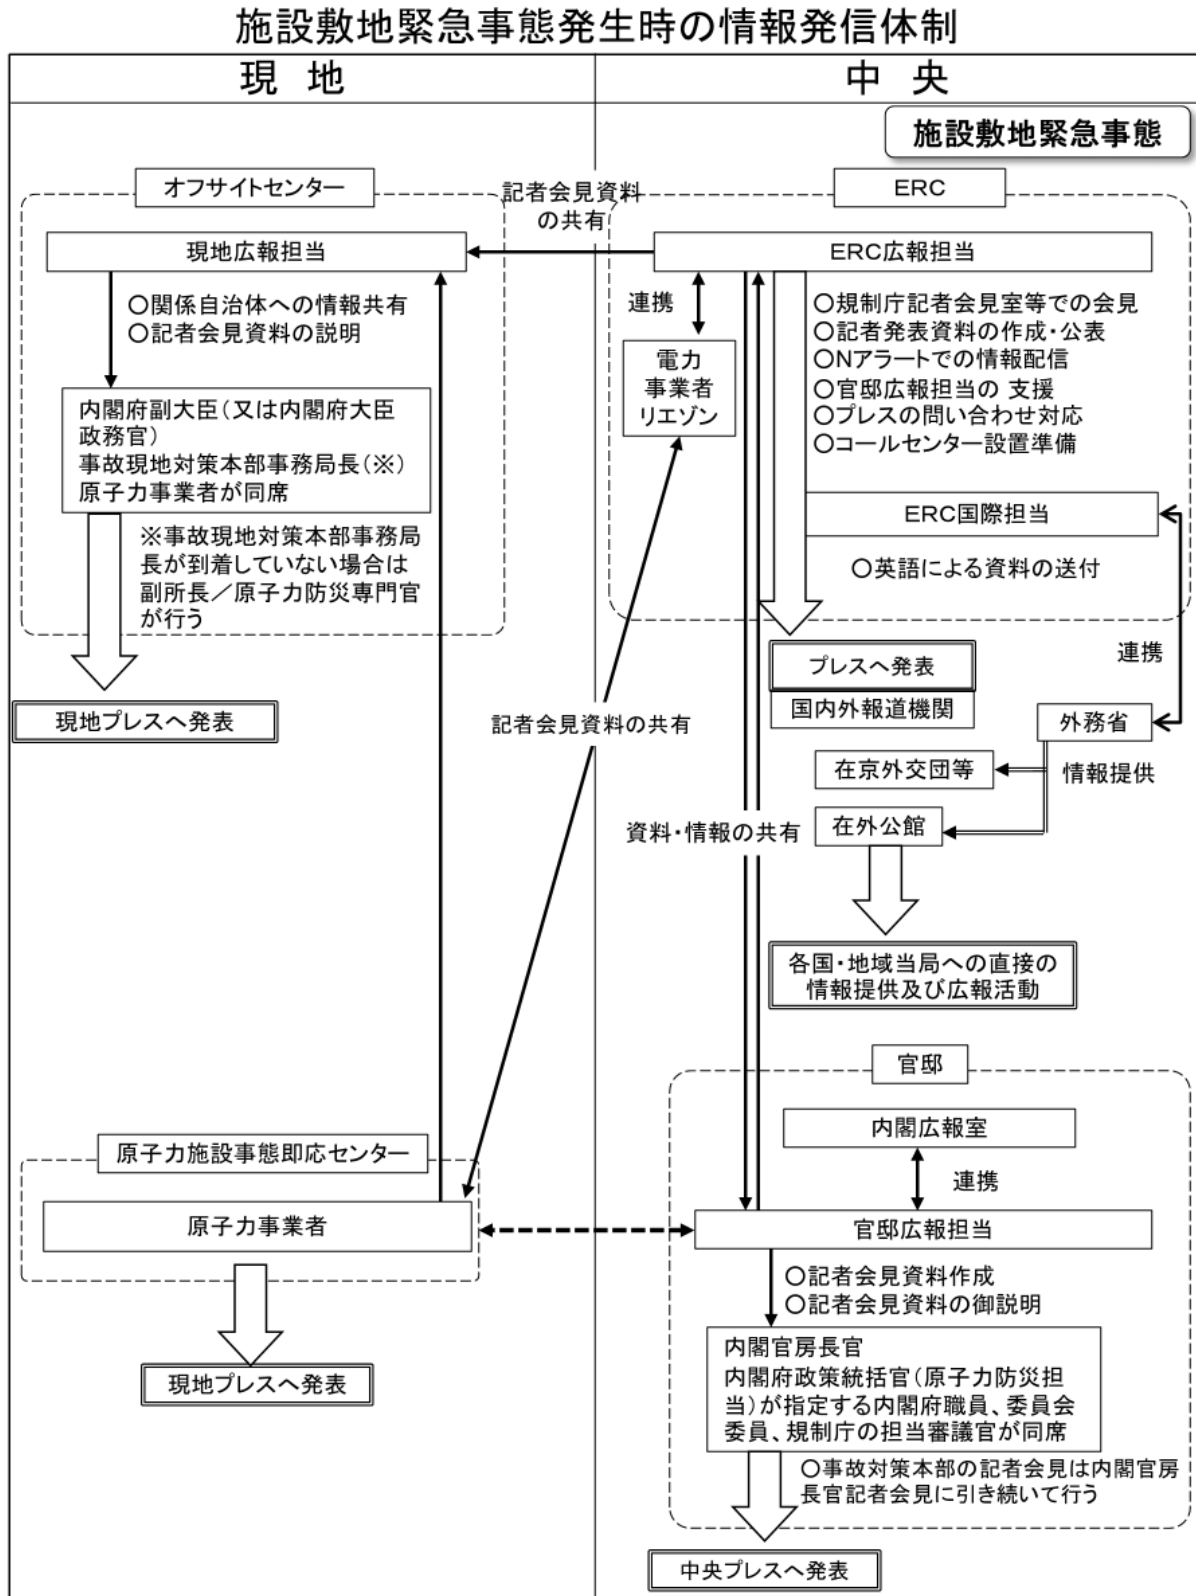 施設敷地緊急事態発生時の情報発信体制
現 地
中 央
施設敷地緊急事態
オフサイトセンター
記者会見資料
の共有
ERC
現地広報担当
ERC広報担当
○関係自治体への情報共有
○記者会見資料の説明
連携
○規制庁記者会見室等での会見
○記者発表資料の作成・公表
○Nアラートでの情報配信
○官邸広報担当の 支援
○プレスの問い合わせ対応
○コールセンター設置準備
電力
事業者
リエゾン
内閣府副大臣(又は内閣府大臣
政務官)
事故現地対策本部事務局長(※)
原子力事業者が同席
※事故現地対策本部事務局
長が到着していない場合は
副所長/原子力防災専門官
が行う
ERC国際担当
○英語による資料の送付
現地プレスへ発表
プレスへ発表
国内外報道機関
連携
外務省
記者会見資料の共有
在京外交団等
情報提供
資料・情報の共有
在外公館
各国・地域当局への直接の
情報提供及び広報活動
官邸
内閣広報室
連携
原子力施設事態即応センター
原子力事業者
官邸広報担当
○記者会見資料作成
○記者会見資料の御説明
現地プレスへ発表
内閣官房長官
内閣府政策統括官(原子力防災担
当)が指定する内閣府職員、委員会
委員、規制庁の担当審議官が同席
○事故対策本部の記者会見は内閣官房
長官記者会見に引き続いて行う
中央プレスへ発表